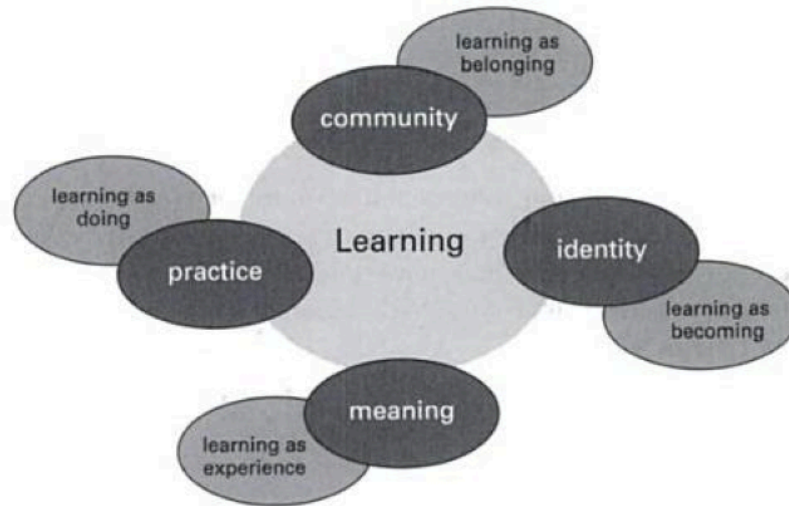 learning as
belonging
community
learning as
doing
practice
Learning
identity
learning as
becoming
meaning
learning as
experience